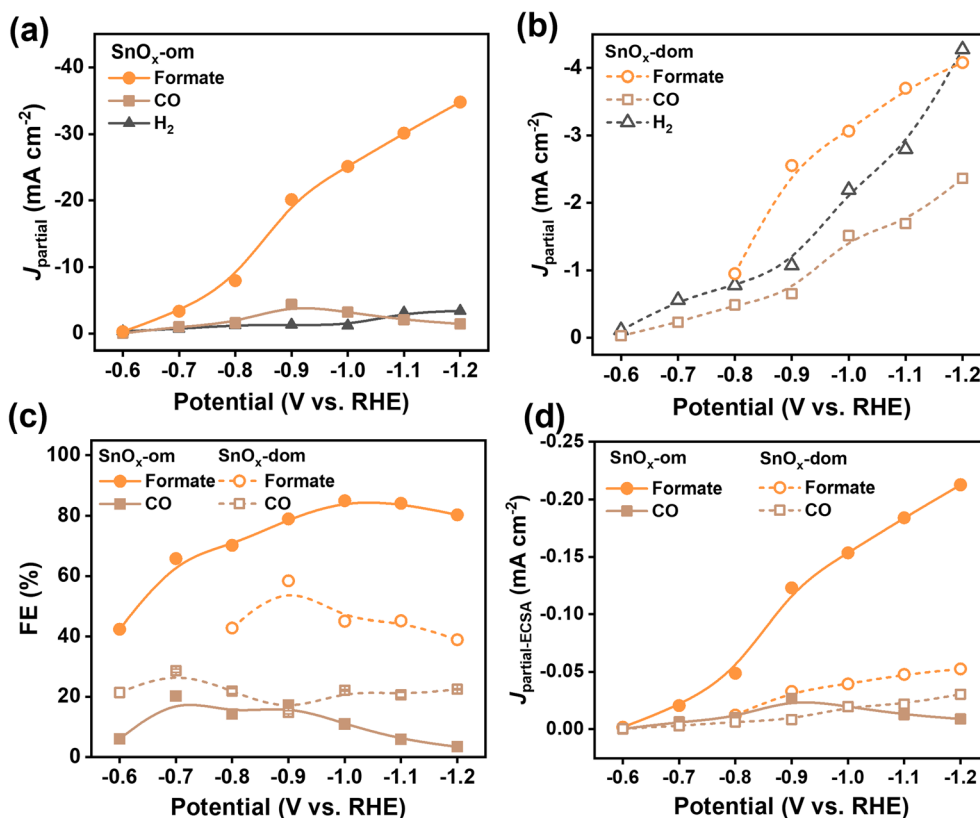 (a)
SnOₓ-om
Formate
CO
H₂
-40
-30
-20
-10
0
J_partial (mA cm⁻²)
-0.6 -0.7 -0.8 -0.9 -1.0 -1.1 -1.2
Potential (V vs. RHE)
(b)
SnOₓ-dom
Formate
CO
H₂
-4
-3
-2
-1
0
J_partial (mA cm⁻²)
-0.6 -0.7 -0.8 -0.9 -1.0 -1.1 -1.2
Potential (V vs. RHE)
(c)
SnOₓ-om SnOₓ-dom
Formate Formate
CO CO
100
80
60
40
20
0
FE (%)
-0.6 -0.7 -0.8 -0.9 -1.0 -1.1 -1.2
Potential (V vs. RHE)
(d)
SnOₓ-om SnOₓ-dom
Formate Formate
CO CO
-0.25
-0.20
-0.15
-0.10
-0.05
0.00
J_partial-ECSA (mA cm⁻²)
-0.6 -0.7 -0.8 -0.9 -1.0 -1.1 -1.2
Potential (V vs. RHE)